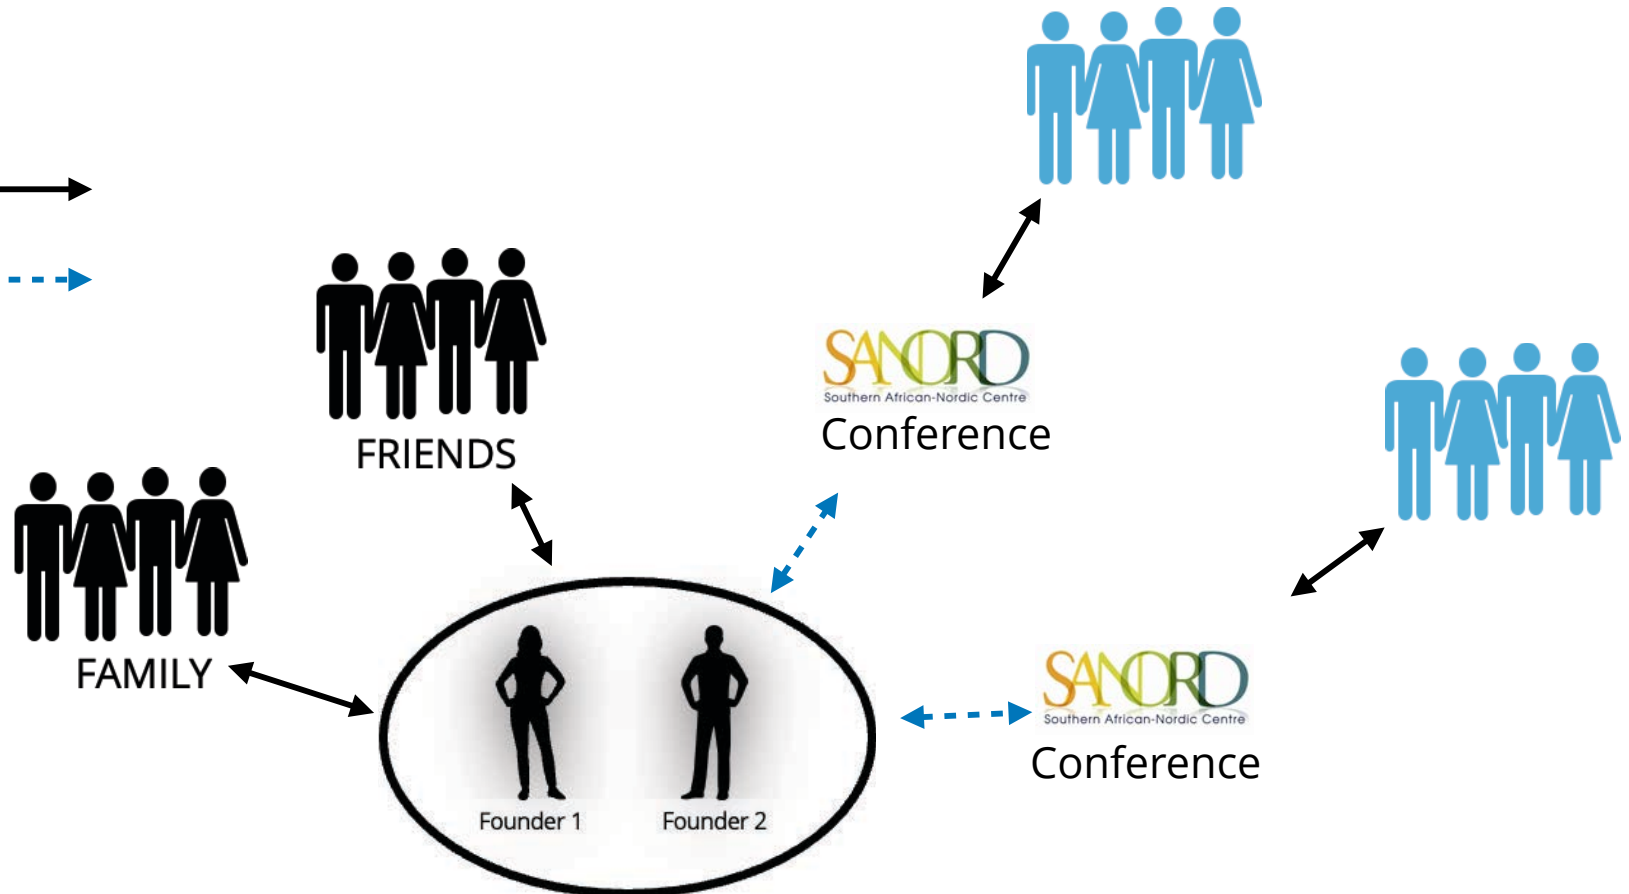 SANORD
Southern African-Nordic Centre
Conference
FRIENDS
FAMILY
SANORD
Southern African-Nordic Centre
Conference
Founder 1
Founder 2